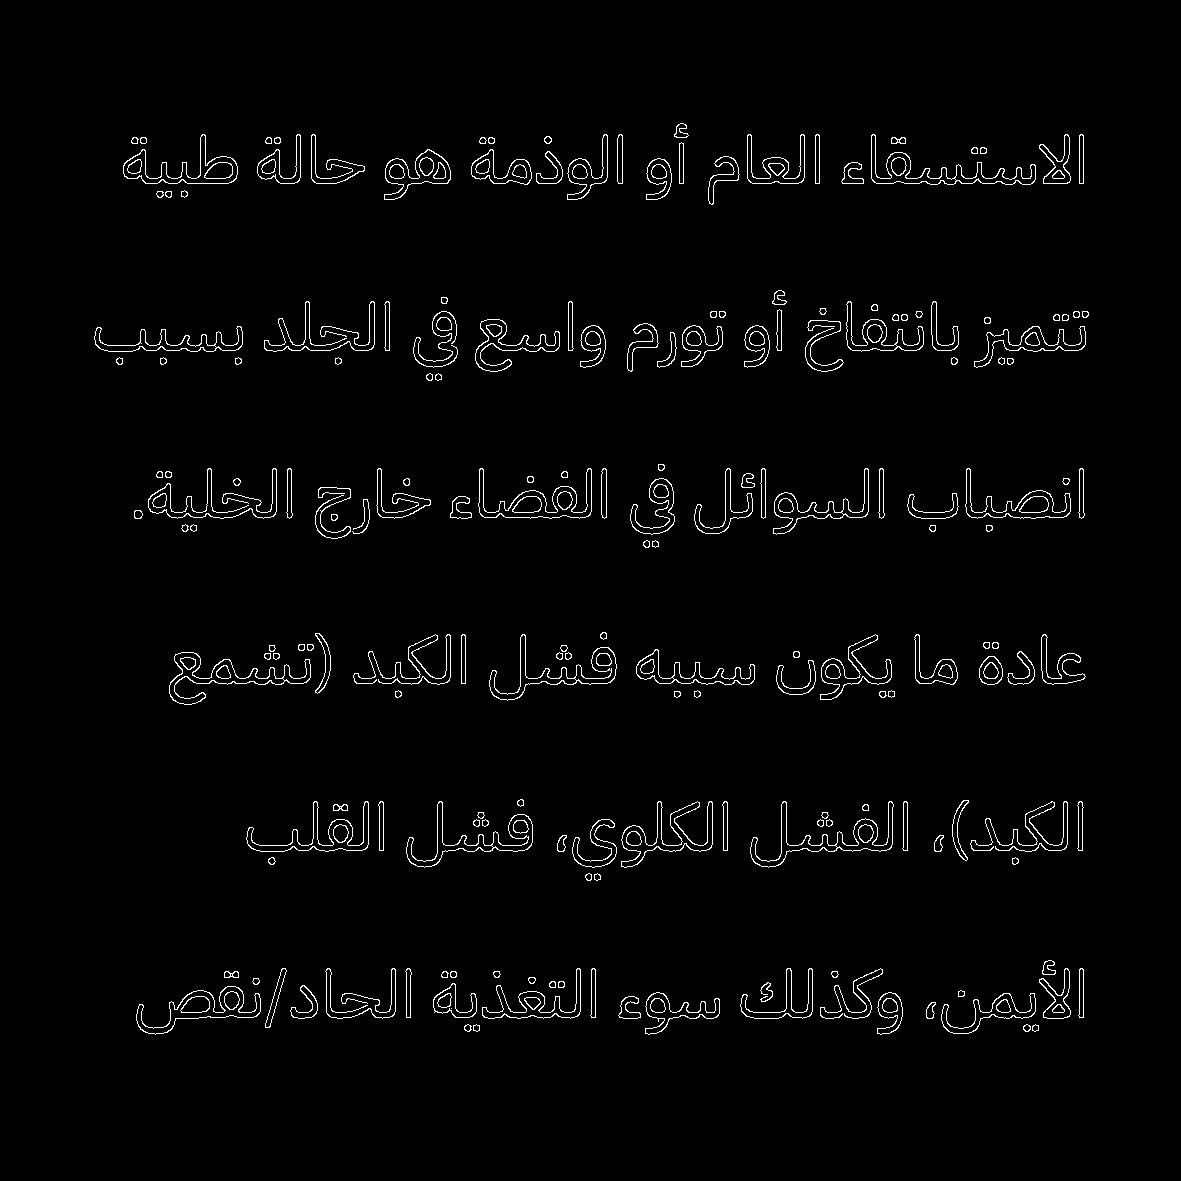 الاستسقاء العام أو الوذمة هو حالة طبية
تتميز بانتفاخ أو تورم واسع في الجلد بسبب
انصباب السوائل في الفضاء خارج الخلية.
عادة ما يكون سببه فشل الكبد (تشمع
الكبد)، الفشل الكلوي، فشل القلب
الأيمن، وكذلك سوء التغذية الحاد/نقص